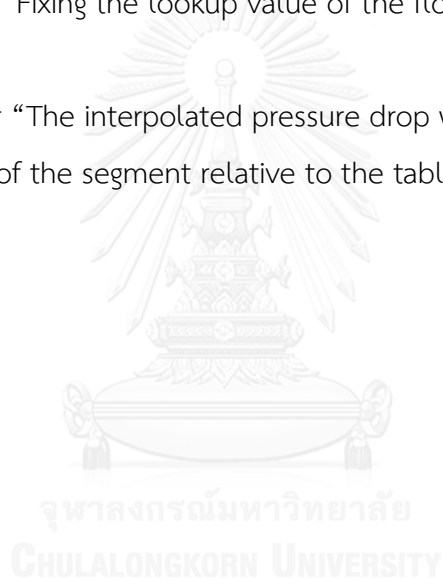 Fixing the lookup value of the flo
"The interpolated pressure drop v
of the segment relative to the tabl
จุฬาลงกรณ์มหาวิทยาลัย
CHULALONGKORN UNIVERSITY